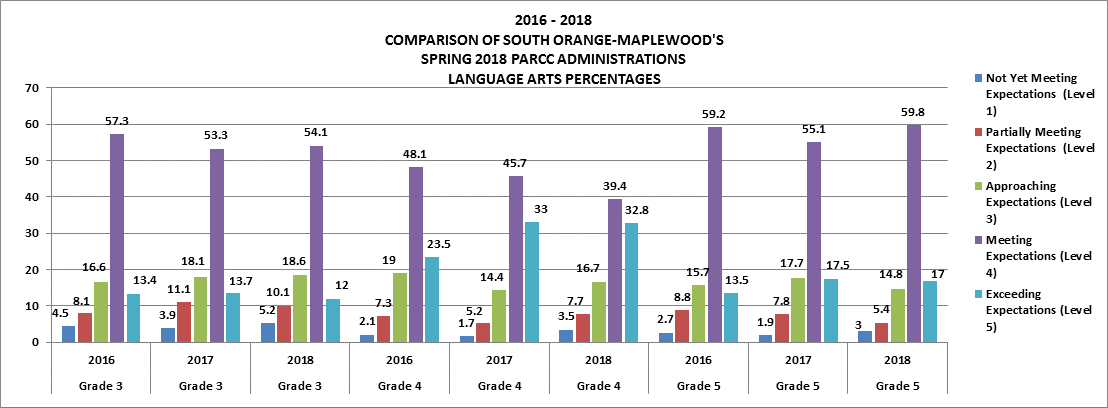 2016 - 2018
COMPARISON OF SOUTH ORANGE-MAPLEWOOD'S
SPRING 2018 PARCC ADMINISTRATIONS
LANGUAGE ARTS PERCENTAGES
70
60
50
40
30
20
10
0
4.5 8.1 16.6 57.3 13.4
3.9 11.1 18.1 53.3 13.7
5.2 10.1 18.6 54.1 12
2.1 7.3 19 48.1 23.5
1.7 5.2 14.4 45.7 33
3.5 7.7 16.7 39.4 32.8
2.7 8.8 15.7 59.2 13.5
1.9 7.8 17.7 55.1 17.5
3 5.4 14.8 59.8 17
2016 2017 2018 2016 2017 2018 2016 2017 2018
Grade 3 Grade 3 Grade 3 Grade 4 Grade 4 Grade 4 Grade 5 Grade 5 Grade 5
Not Yet Meeting
Expectations (Level
1)
Partially Meeting
Expectations (Level
2)
Approaching
Expectations (Level
3)
Meeting
Expectations (Level
4)
Exceeding
Expectations (Level
5)